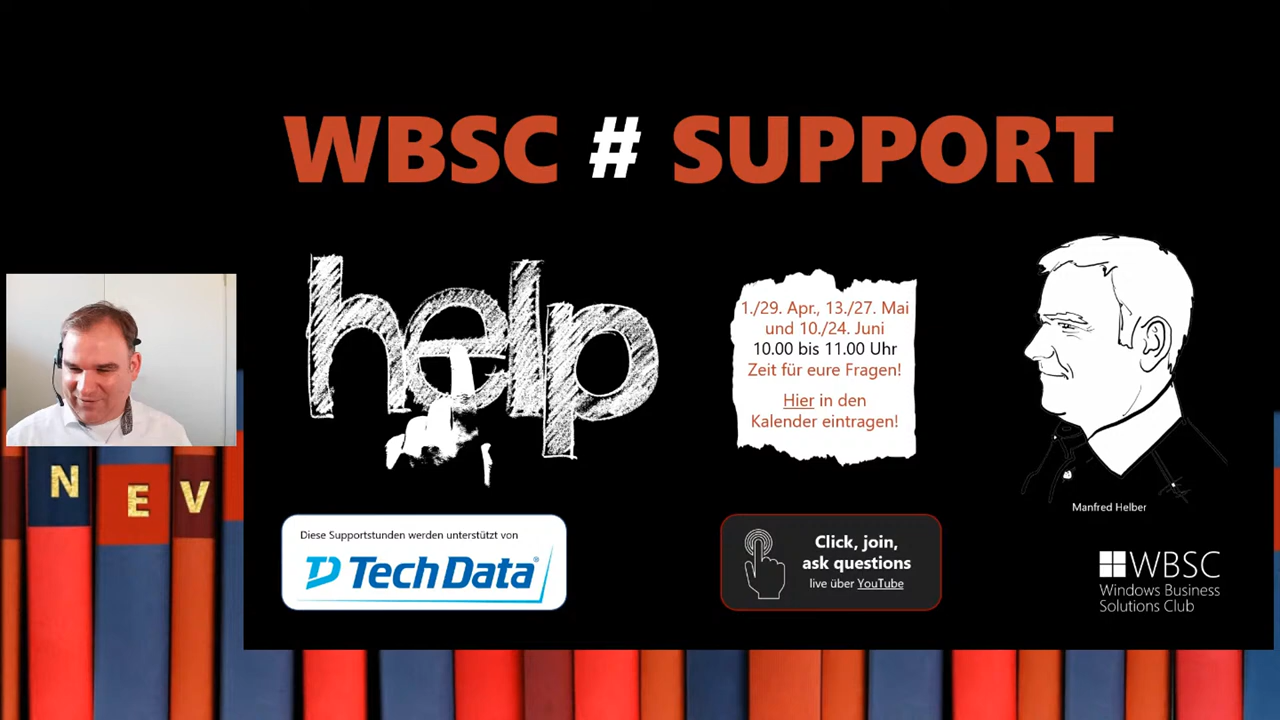 WBSC # SUPPORT
help
1./29. Apr., 13./27. Mai
und 10./24. Juni
10.00 bis 11.00 Uhr
Zeit für eure Fragen!
Hier in den
Kalender eintragen!
Manfred Helber
N E V
Diese Supportstunden werden unterstützt von
TD TechData®
Click, join,
ask questions
live über YouTube
WBSC
Windows Business
Solutions Club